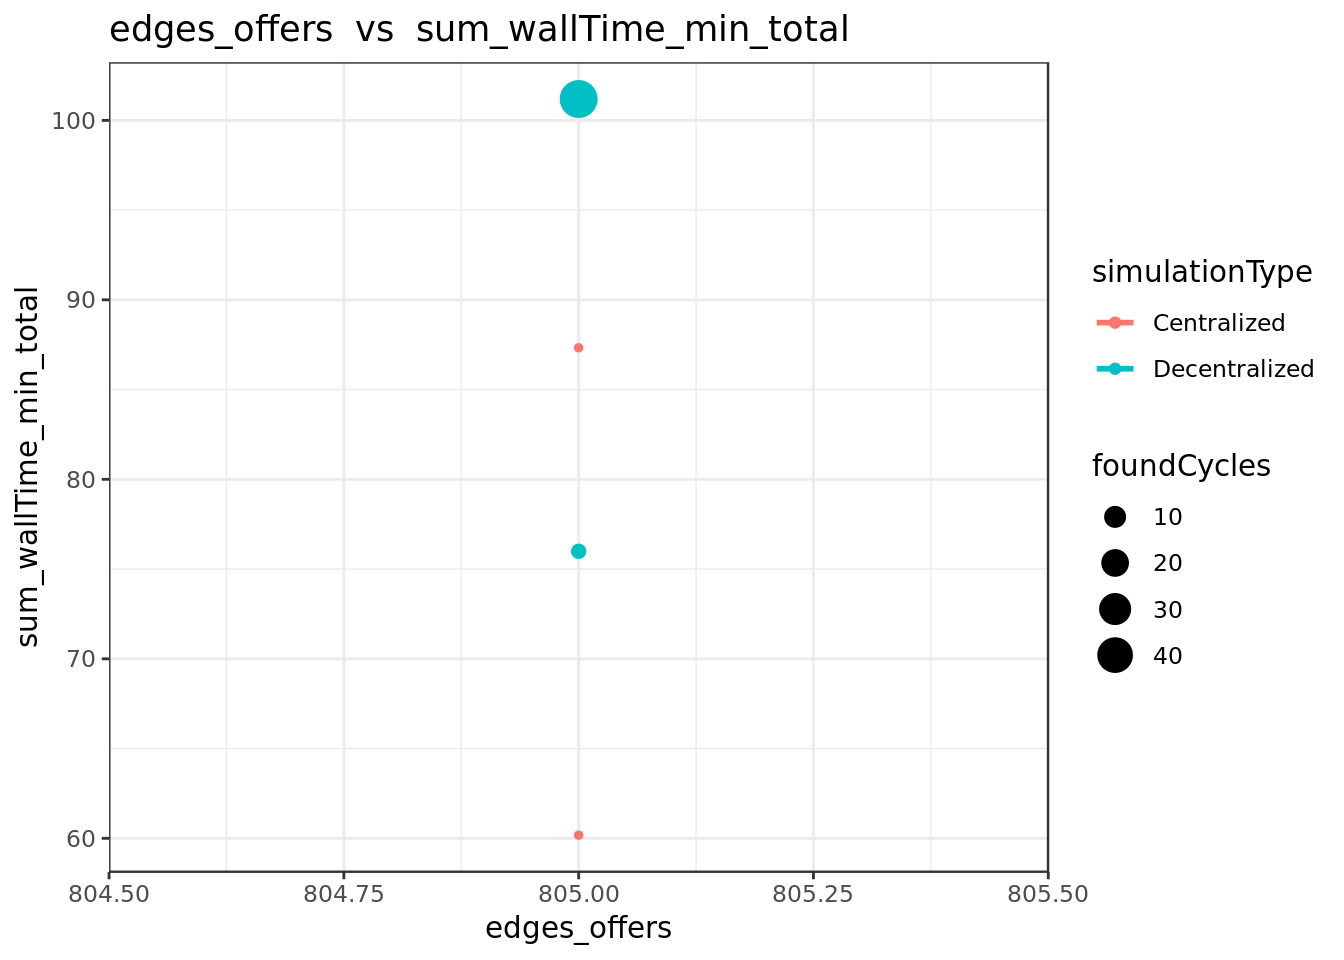 edges_offers vs sum_wallTime_min_total
sum_wallTime_min_total
100
90
80
70
60
804.50 804.75 805.00 805.25 805.50
edges_offers
simulationType
Centralized
Decentralized
foundCycles
10
20
30
40